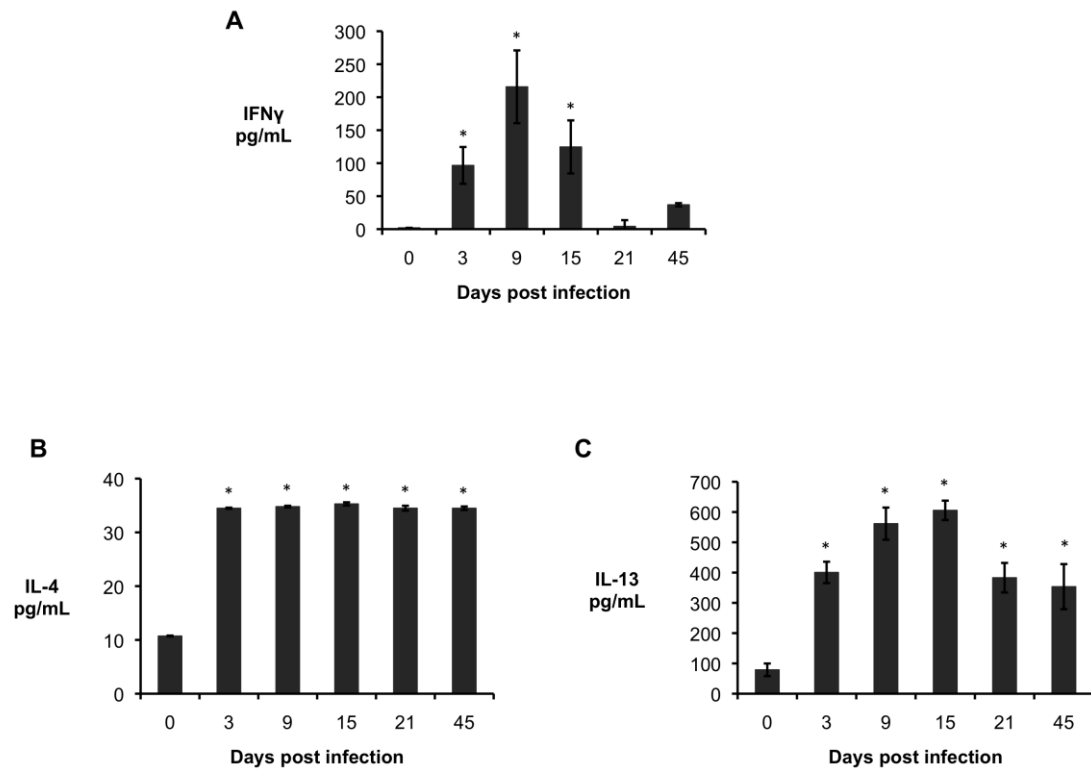 A
300
250
200
150
100
50
0
IFNγ
pg/mL
*
*
*
0 3 9 15 21 45
Days post infection
B
40
30
20
10
0
IL-4
pg/mL
* * * * *
0 3 9 15 21 45
Days post infection
C
700
600
500
400
300
200
100
0
IL-13
pg/mL
* * * * *
0 3 9 15 21 45
Days post infection